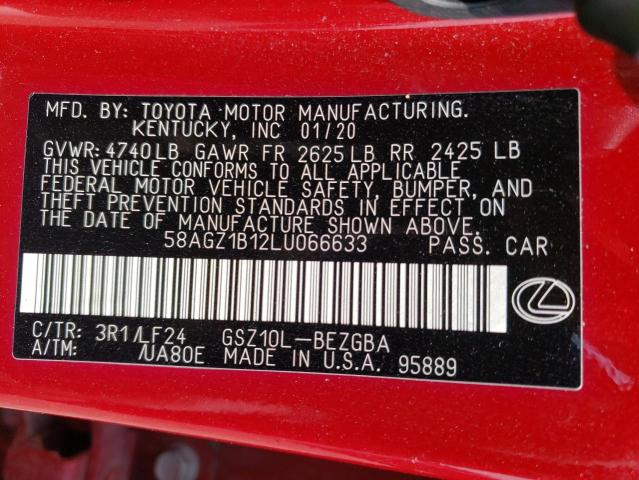 MFD. BY: TOYOTA MOTOR MANUFACTURING.
KENTUCKY, INC 01/20
GVWR: 4740LB GAWR FR 2625LB RR 2425 LB
THIS VEHICLE CONFORMS TO ALL APPLICABLE
FEDERAL MOTOR VEHICLE SAFETY, BUMPER, AND
THEFT PREVENTION STANDARDS IN EFFECT ON
THE DATE OF MANUFACTURE SHOWN ABOVE.
58AGZ1B12LU066633 PASS. CAR
C/TR: 3R1/LF24 GSZ10L-BEZGBA
A/TM: /UA80E MADE IN U.S.A. 95889